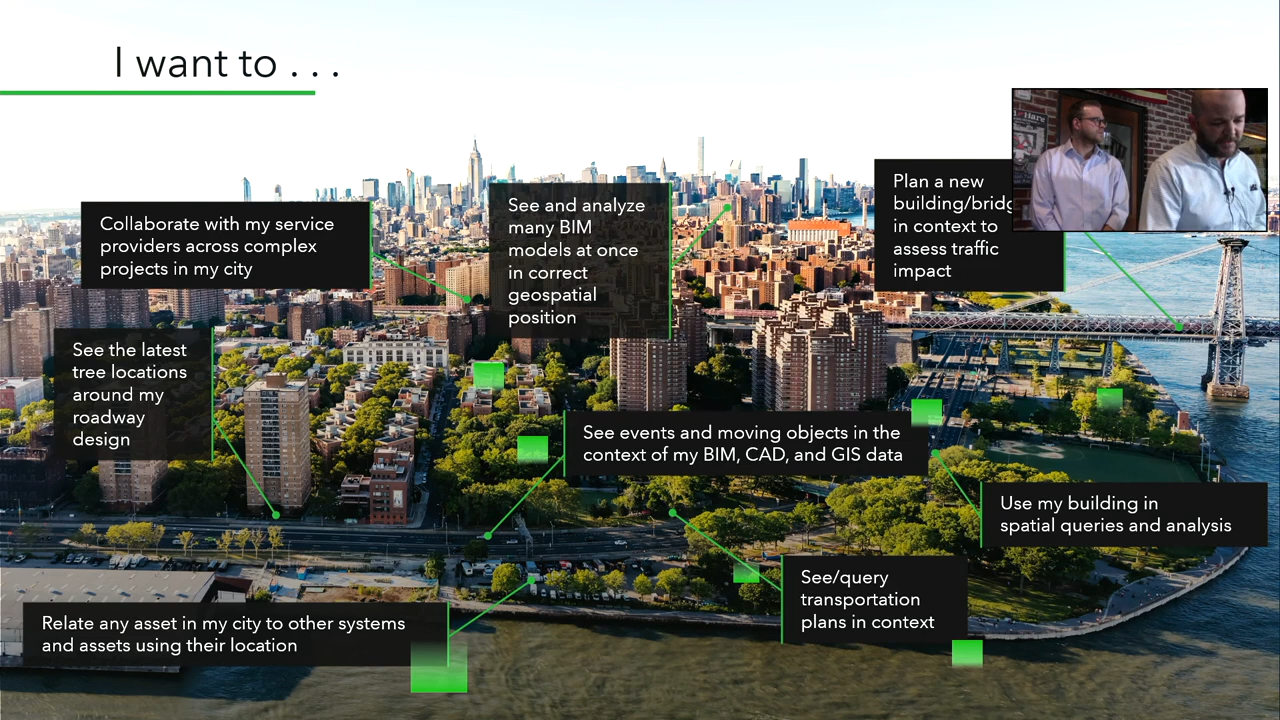 I want to . . .
Collaborate with my service
providers across complex
projects in my city
See and analyze
many BIM
models at once
in correct
geospatial
position
Plan a new
in context to
assess traffic
impact
See the latest
tree locations
around my
roadway
design
See events and moving objects in the
context of my BIM, CAD, and GIS data
Use my building in
spatial queries and analysis
See/query
transportation
plans in context
Relate any asset in my city to other systems
and assets using their location